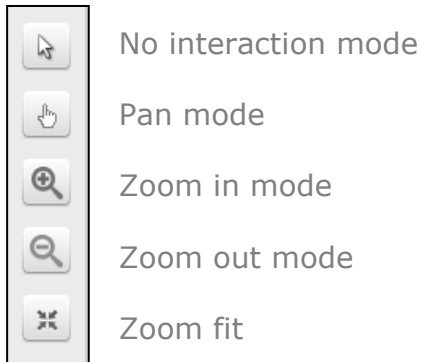 No interaction mode
Pan mode
Zoom in mode
Zoom out mode
Zoom fit